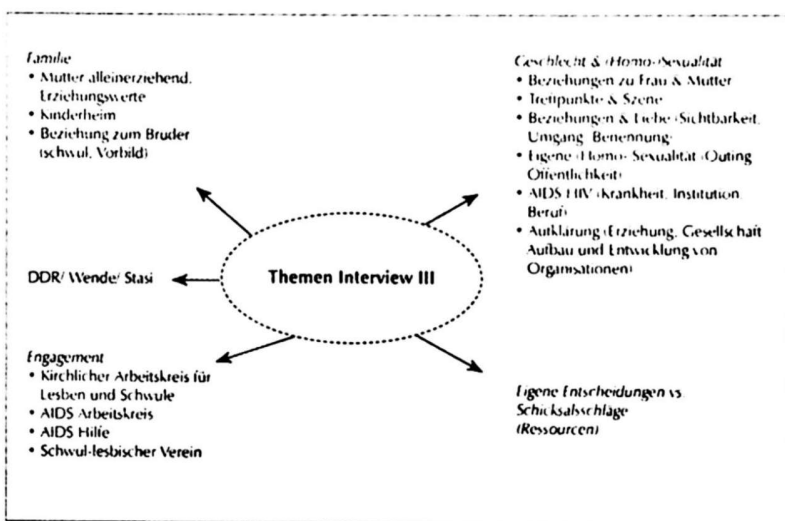 Familie
• Mutter alleinerziehend,
Erziehungswerte
• Kinderheim
• Beziehung zum Bruder
(schwul, Vorbild)
Geschlecht & (Homo-)Sexualität
• Beziehungen zu Frau & Mutter
• Treffpunkte & Szene
• Beziehungen & Liebe (Sichtbarkeit,
Umgang, Benennung)
• Eigene (Homo-) Sexualität (Outing
Öffentlichkeit)
• AIDS HIV (Krankheit, Institution,
Beruf)
• Aufklärung (Erziehung, Gesellschaft
Aufbau und Entwicklung von
Organisationen)
Themen Interview III
DDR/ Wende/ Stasi
Engagement
• Kirchlicher Arbeitskreis für
Lesben und Schwule
• AIDS Arbeitskreis
• AIDS Hilfe
• Schwul-lesbischer Verein
Eigene Entscheidungen vs.
Schicksalsschläge
(Ressourcen)